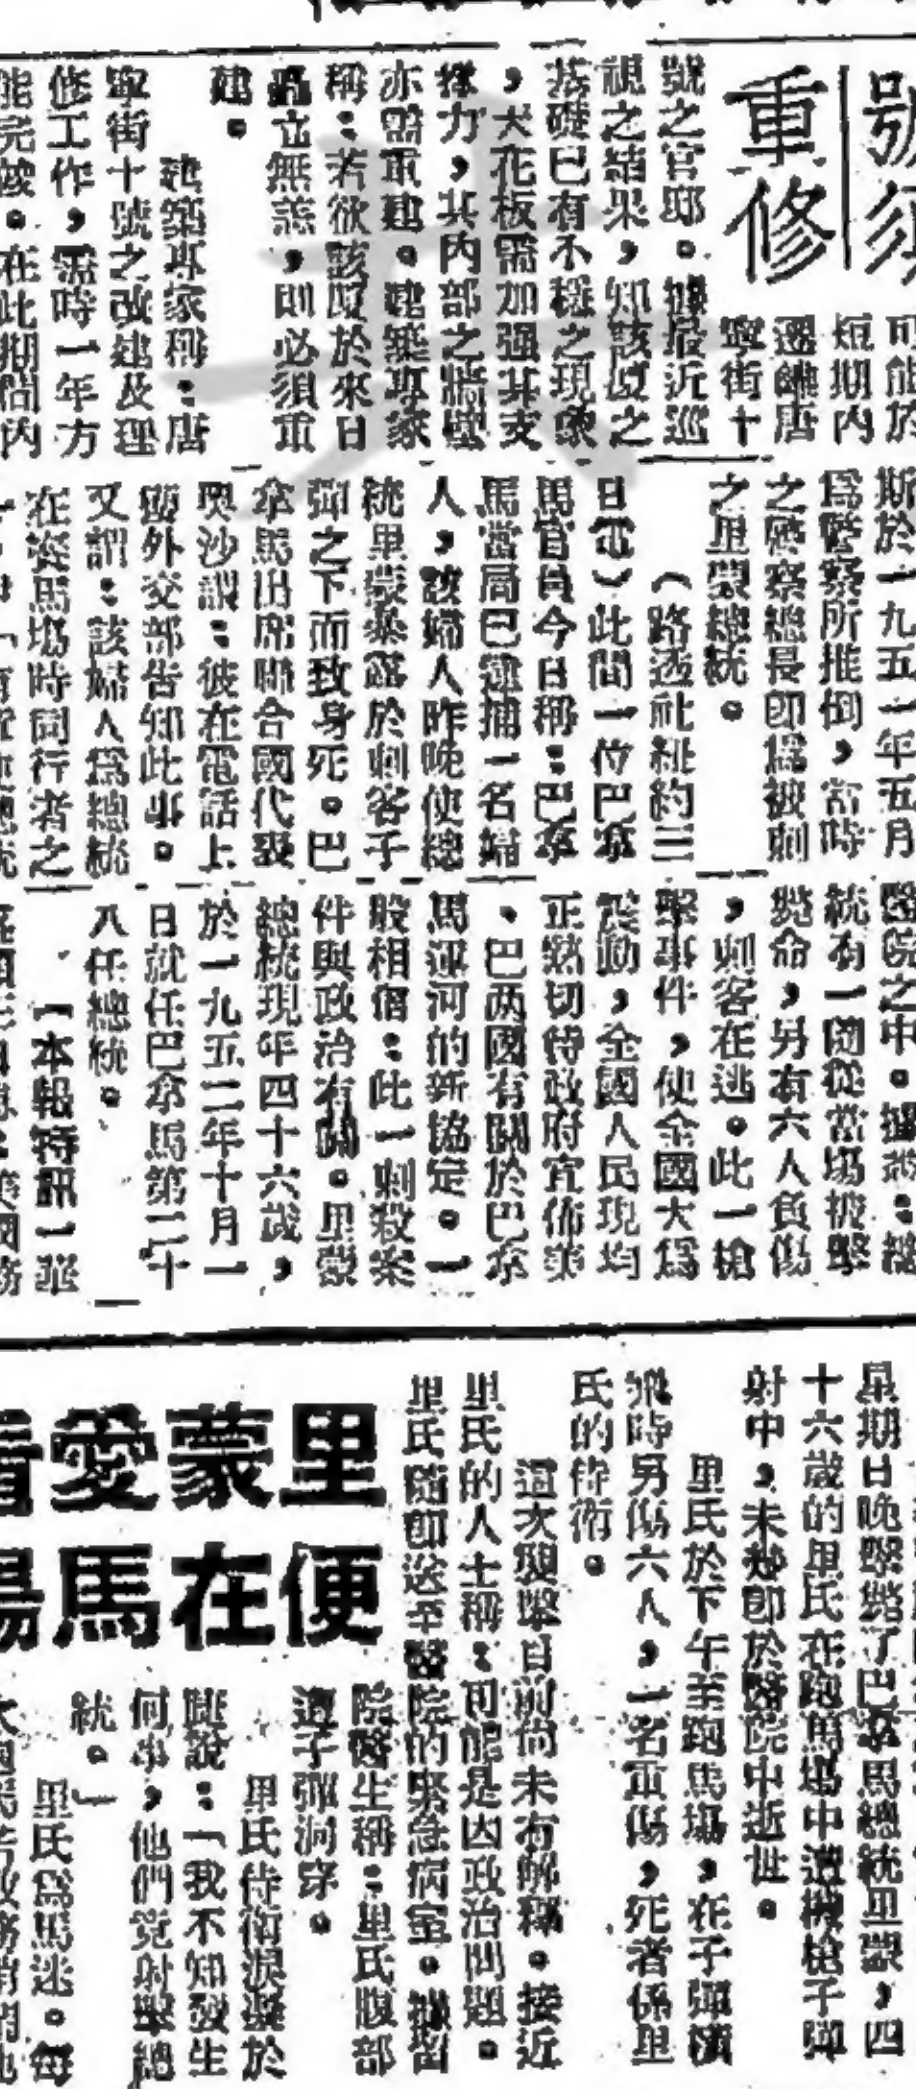 號須
重修
可能於
短期內
遷離唐
寧街十
號之官邸。據最近巡
視之結果,知該廈之
基礎已有不穩之現象
,天花板需加强其支
撐力,其內部之牆壁
亦需重建。建築專家
稱:若欲該廈於來日
屹立無恙,即必須重
建。
建築專家稱:唐
寧街十號之改建及理
修工作,需時一年方
能完竣。在此期間內
斯於一九五一年五月
爲警察所推倒,當時
之警察總長即爲被刺
之里蒙總統。
(路透社紐約三
日電)此間一位巴拿
馬官員今日稱:巴拿
馬當局已逮捕一名婦
人,該婦人昨晚使總
統里蒙暴露於刺客子
彈之下而致身死。巴
拿馬出席聯合國代表
奧沙謂:彼在電話上
經外交部告知此事。
又謂:該婦人爲總統
在姿馬場時同行者之
醫院之中。據悉:總
統有一隨從當場被擊
斃命,另有六人負傷
,刺客在逃。此一槍
擊事件,使全國大爲
震動,全國人民現均
正熱切待政府宣佈美
、巴两國有關於巴拿
馬運河的新協定。一
般相信:此一刺殺案
件與政治有關。里蒙
總統現年四十六歲,
於一九五二年十月一
日就任巴拿馬第二十
八任總統。
【本報特訊】
星期日晚擊斃了巴拿馬總統里蒙,四
十六歲的里氏在跑馬場中遭機槍子彈
射中,未幾即於醫院中逝世。
里氏於下午至跑馬場,在子彈橫
飛時另傷六人,一名重傷,死者係里
氏的侍衛。
這次襲擊目前尚未有解釋。接近
里氏的人士稱:可能是因政治問題。
里氏隨即送至醫院的緊急病室。據留
院醫生稱:里氏腹部
遭子彈洞穿。
里氏侍衛淚凝於
眶說:「我不知發生
何事,他們竟射擊總
統。」
里氏爲馬迷。每
里蒙愛看
便在馬場